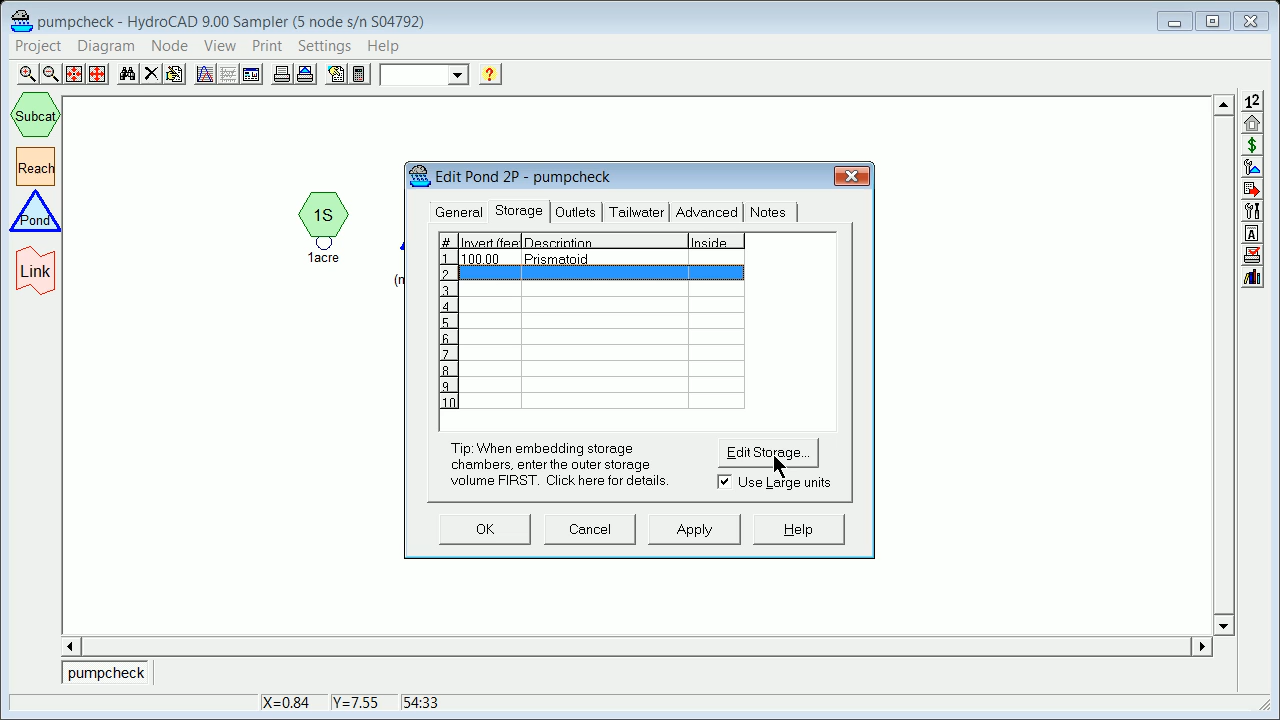 pumpcheck - HydroCAD 9.00 Sampler (5 node s/n S04792)
Project Diagram Node View Print Settings Help
Subcat
Reach
Pond
Link
1S
1acre
Edit Pond 2P - pumpcheck
General Storage Outlets Tailwater Advanced Notes
# Invert (fee Description Inside
1 100.00 Prismatoid
2
3
4
5
6
7
8
9
10
Tip: When embedding storage
chambers, enter the outer storage
volume FIRST. Click here for details.
Edit Storage...
Use Large units
OK Cancel Apply Help
12
$
A
pumpcheck
X=0.84 Y=7.55 54:33